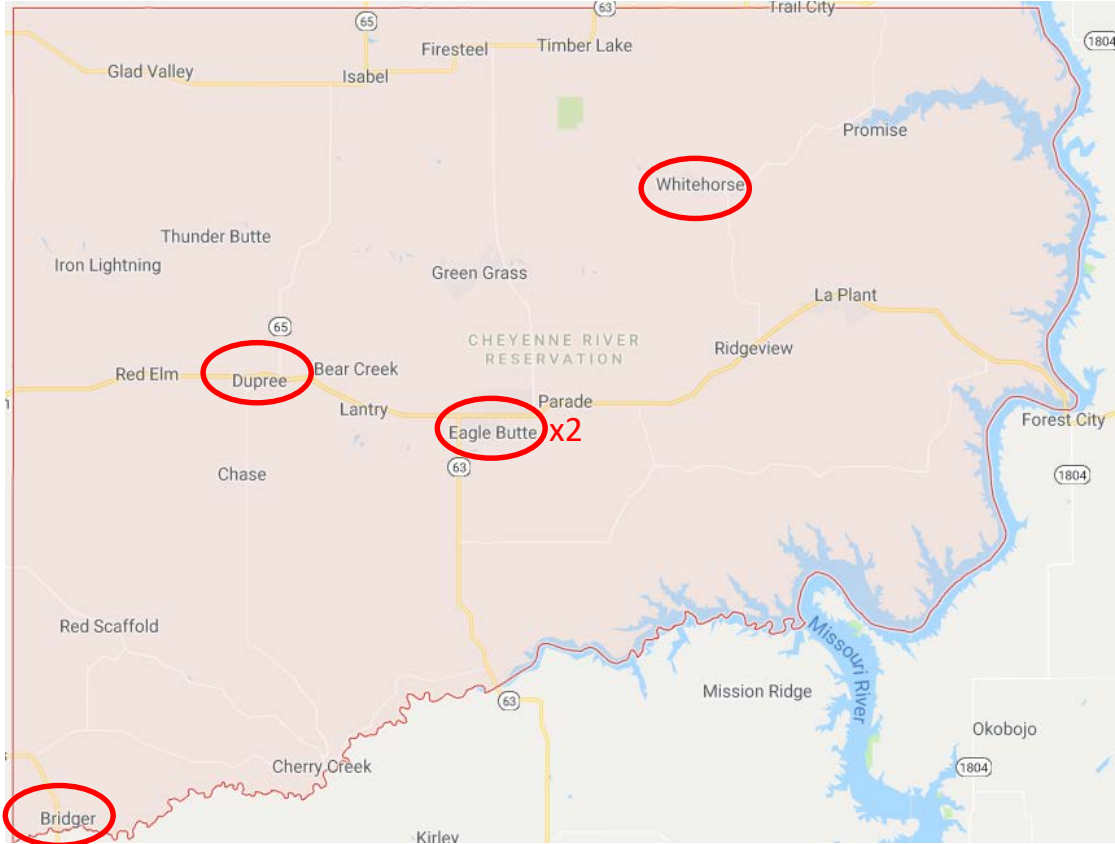 63
Trail City
65
1804
Firesteel
Timber Lake
Glad Valley
Isabel
Promise
Whitehorse
Thunder Butte
Iron Lightning
Green Grass
La Plant
65
CHEYENNE RIVER
RESERVATION
Ridgeview
Bear Creek
Red Elm
Dupree
Parade
Lantry
Forest City
Eagle Butte
x2
63
Chase
1804
Red Scaffold
Missouri River
Mission Ridge
63
Okobojo
Cherry Creek
1804
Bridger
Kirley